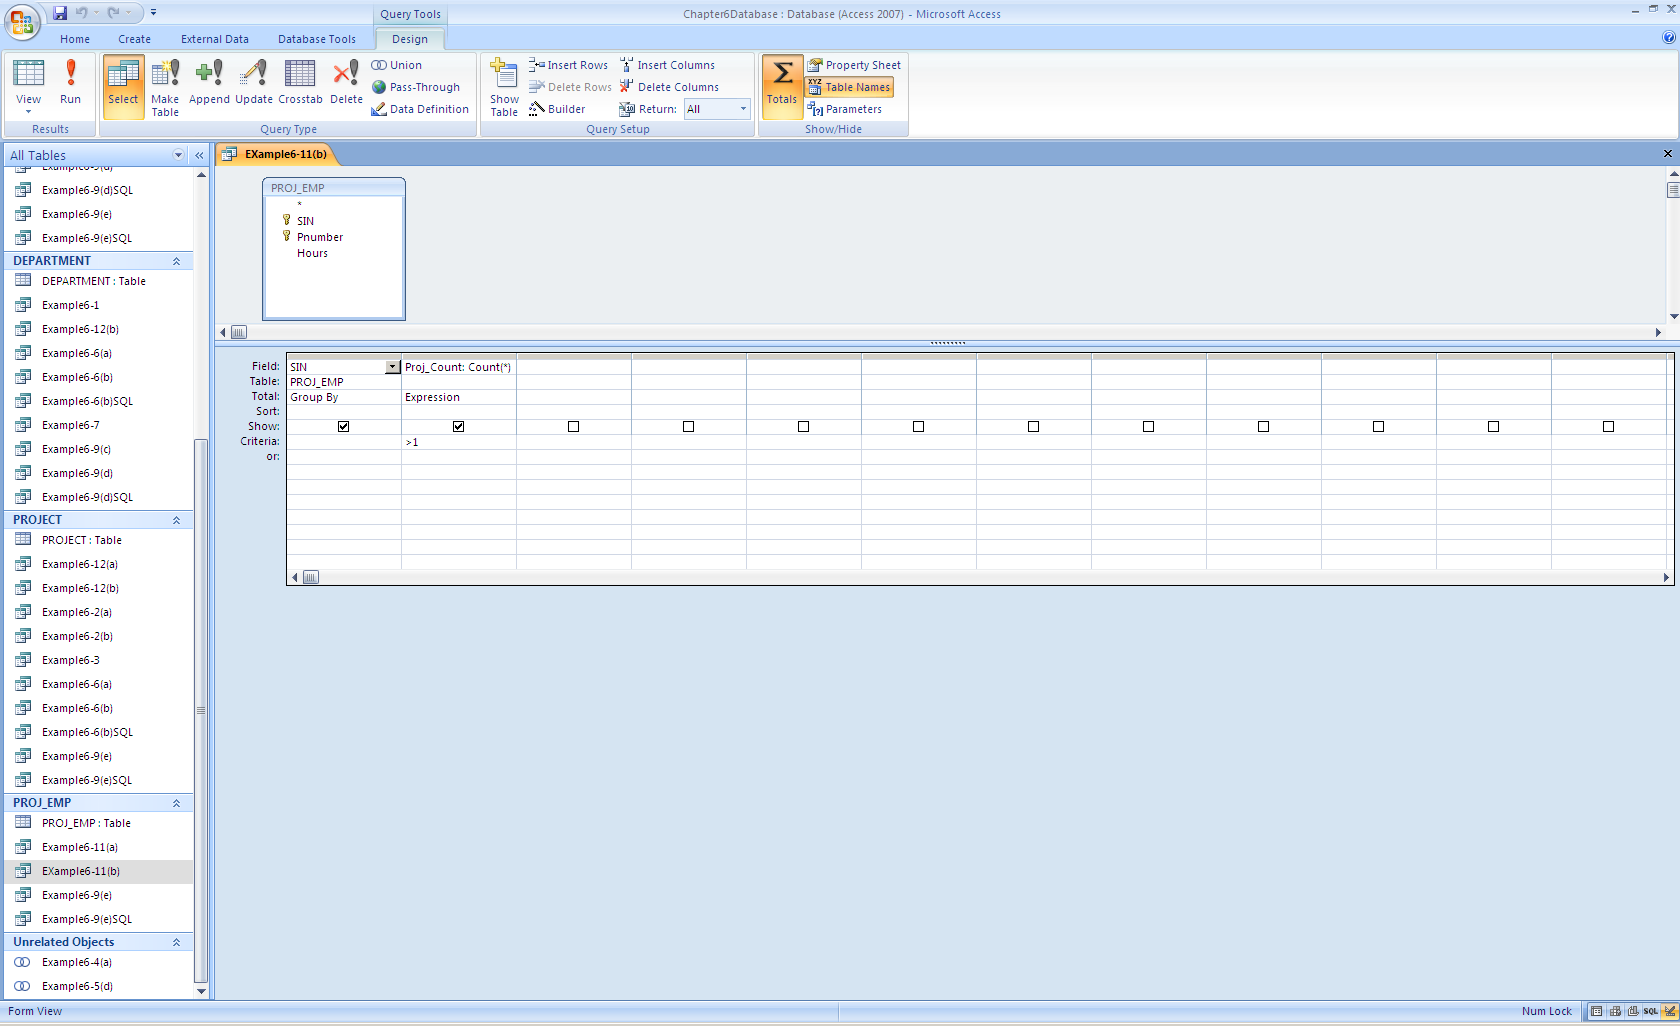 Query Tools
Chapter6Database : Database (Access 2007) - Microsoft Access
Home Create External Data Database Tools Design
View Run
Results
Select Make Table Append Update Crosstab Delete
Union
Pass-Through
Data Definition
Query Type
Show Table
Insert Rows
Delete Rows
Builder
Insert Columns
Delete Columns
Return: All
Query Setup
Totals
Property Sheet
XYZ Table Names
Parameters
Show/Hide
All Tables
Example6-9(d)
Example6-9(d)SQL
Example6-9(e)
Example6-9(e)SQL
DEPARTMENT
DEPARTMENT : Table
Example6-1
Example6-12(b)
Example6-6(a)
Example6-6(b)
Example6-6(b)SQL
Example6-7
Example6-9(c)
Example6-9(d)
Example6-9(d)SQL
PROJECT
PROJECT : Table
Example6-12(a)
Example6-12(b)
Example6-2(a)
Example6-2(b)
Example6-3
Example6-6(a)
Example6-6(b)
Example6-6(b)SQL
Example6-9(e)
Example6-9(e)SQL
PROJ_EMP
PROJ_EMP : Table
Example6-11(a)
EXample6-11(b)
Example6-9(e)
Example6-9(e)SQL
Unrelated Objects
Example6-4(a)
Example6-5(d)
EXample6-11(b)
PROJ_EMP
*
SIN
Pnumber
Hours
Field: SIN Proj_Count: Count(*)
Table: PROJ_EMP
Total: Group By Expression
Sort:
Show:
Criteria: >1
or:
Form View
Num Lock
SQL